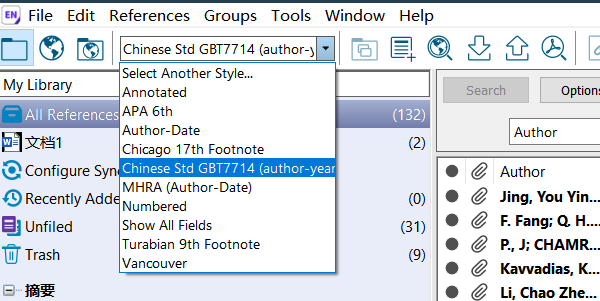 EN File Edit References Groups Tools Window Help
Chinese Std GBT7714 (author-y
My Library
Select Another Style...
Annotated
APA 6th
Author-Date
Chicago 17th Footnote
Chinese Std GBT7714 (author-year
MHRA (Author-Date)
Numbered
Show All Fields
Turabian 9th Footnote
Vancouver
All References (132)
文档1 (2)
Configure Sync
Recently Adde (0)
Unfiled (31)
Trash (9)
摘要
Search Options
Author
Author
Jing, You Yin...
F. Fang; Q. H....
P., J; CHAMR...
Kavvadias, K...
Li, Chao Zhe...